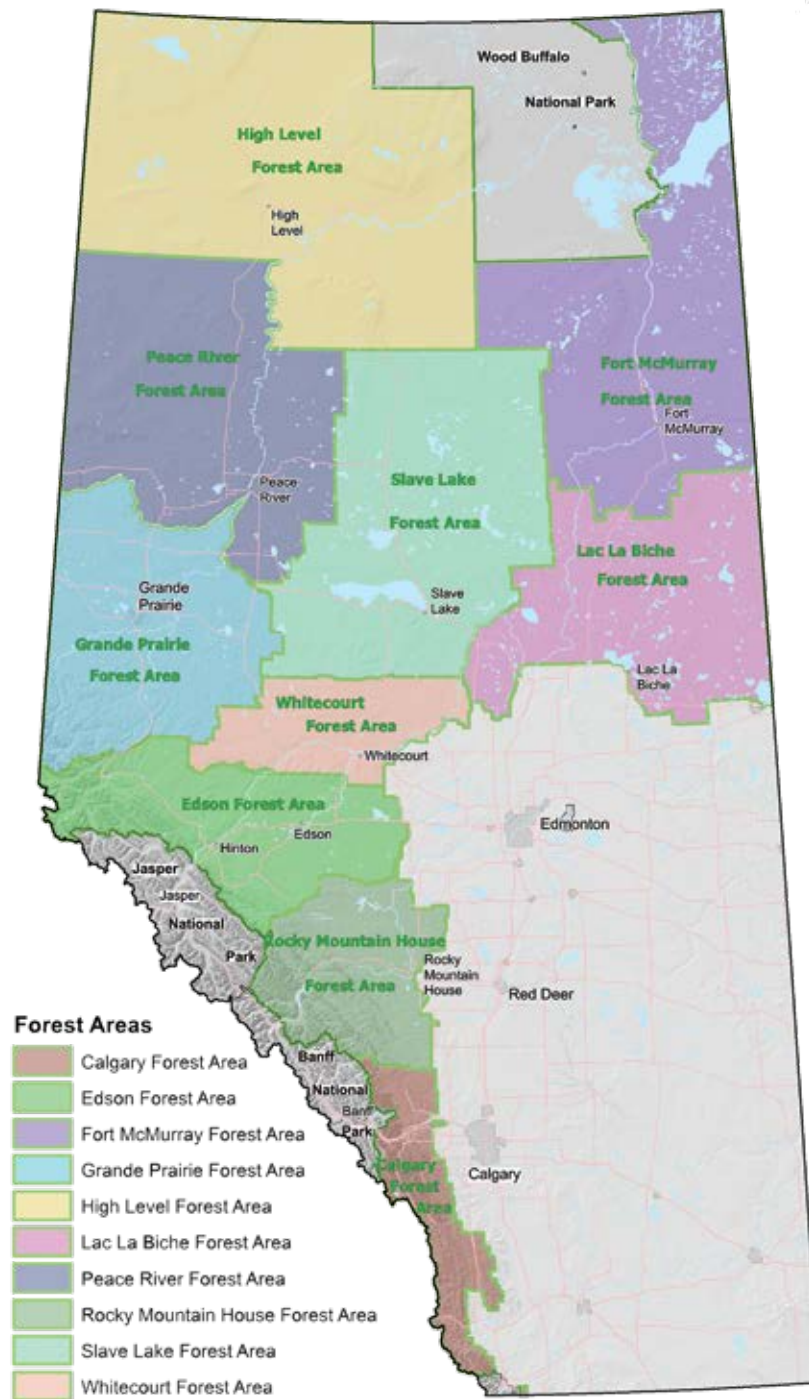 Wood Buffalo
National Park
High Level
Forest Area
High
Level
Peace River
Forest Area
Fort McMurray
Forest Area
Fort
McMurray
Peace
River
Slave Lake
Forest Area
Lac La Biche
Forest Area
Grande
Prairie
Slave
Lake
Grande Prairie
Forest Area
Lac La
Biche
Whitecourt
Forest Area
Whitecourt
Edson Forest Area
Edmonton
Edson
Hinton
Jasper
Jasper
National
Park
Rocky Mountain House
Forest Area
Rocky
Mountain
House
Red Deer
Banff
National
Banff
Park
Calgary
Calgary
Forest
Area
Forest Areas
Calgary Forest Area
Edson Forest Area
Fort McMurray Forest Area
Grande Prairie Forest Area
High Level Forest Area
Lac La Biche Forest Area
Peace River Forest Area
Rocky Mountain House Forest Area
Slave Lake Forest Area
Whitecourt Forest Area